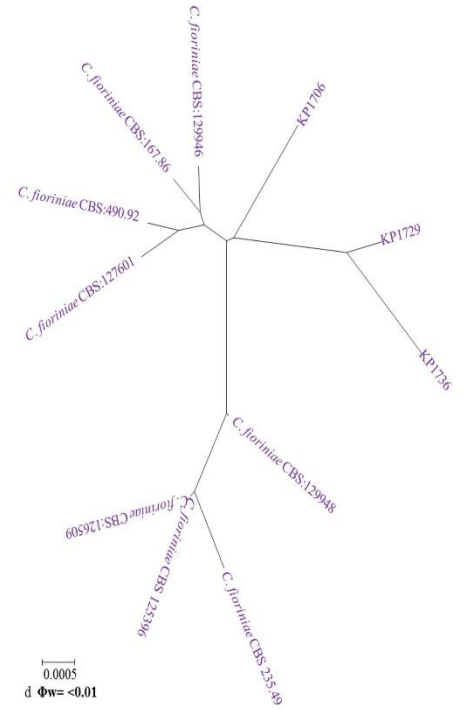 C. fioriniae CBS:129946
C. fioriniae CBS:167.86
KP1706
C. fioriniae CBS:490.92
KP1729
C. fioriniae CBS:127601
KP1736
C. fioriniae CBS:129948
C. fioriniae CBS:126509
C. fioriniae CBS 125396
C. fioriniae CBS 235.49
0.0005
d Φw= <0.01